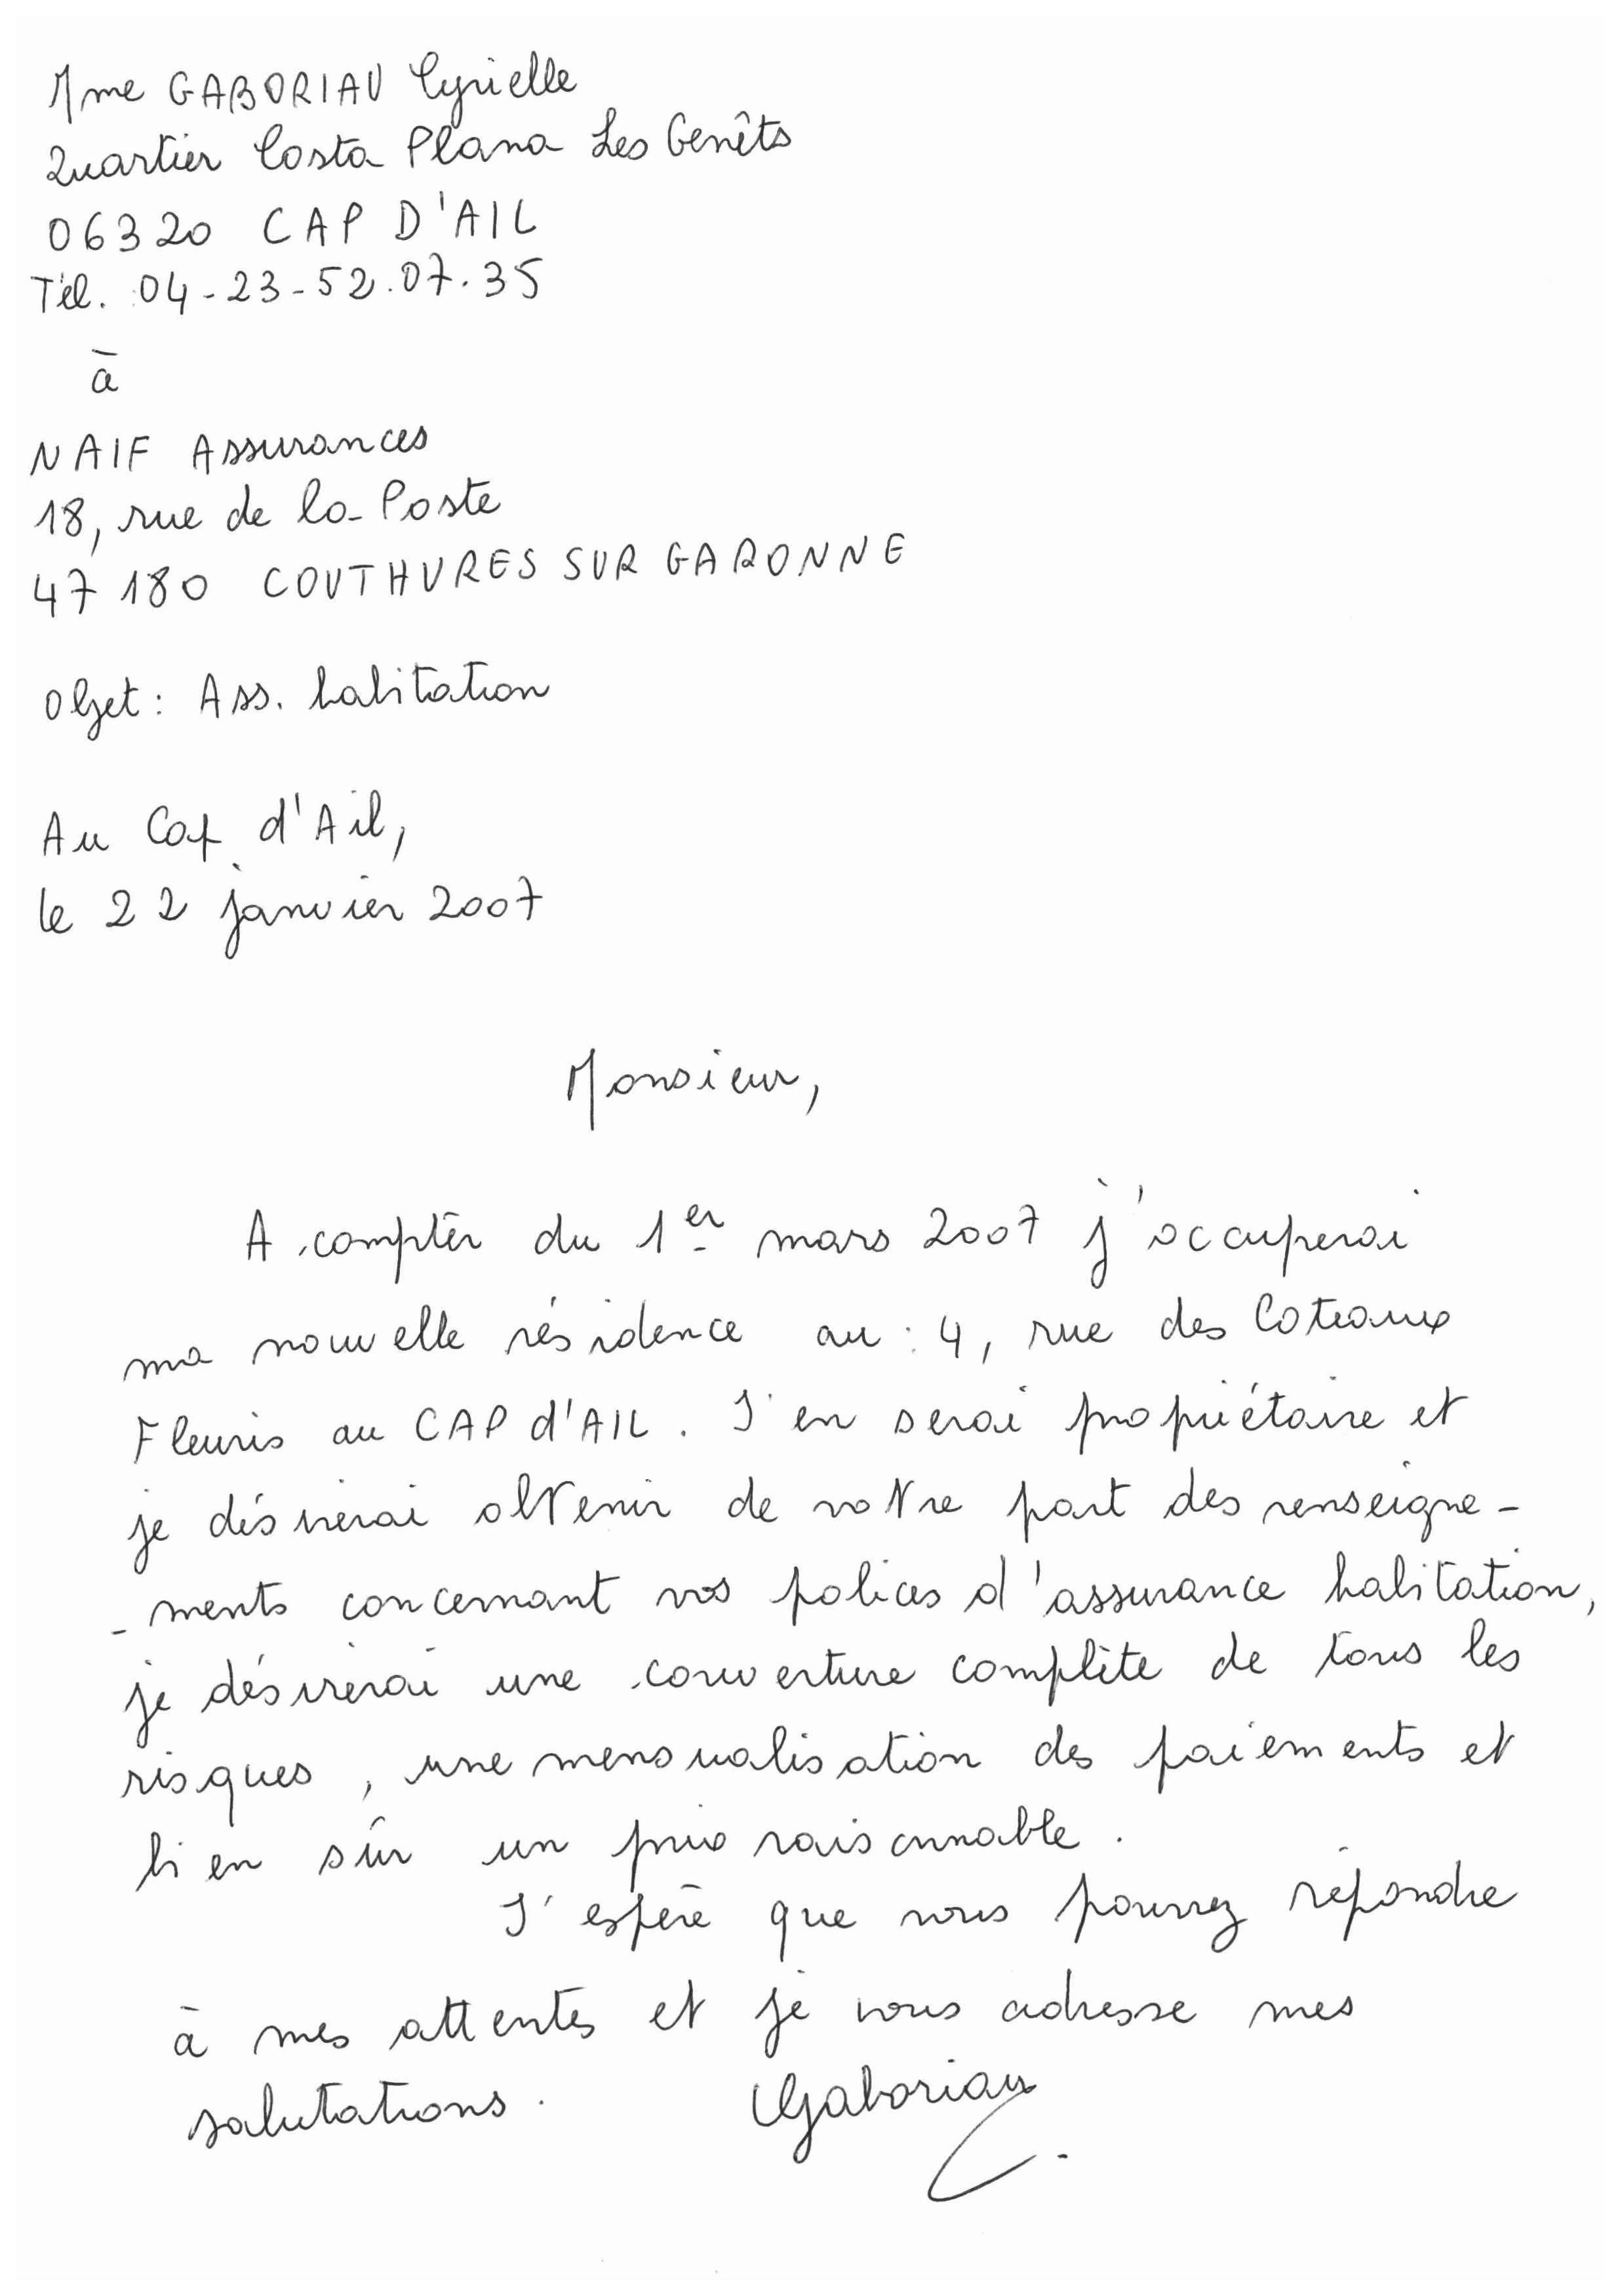 Mme GABORIAU Cyrielle
Quartier Costa Plana Les Genêts
06320 CAP D'AIL
Tél. 04-23-52.07.35
à
NAIF Assurances
18, rue de la Poste
47180 COUTHURES SUR GARONNE
Objet : Ass. habitation
Au Cap d'Ail,
le 22 janvier 2007
Monsieur,
A compter du 1er mars 2007 j'occuperai
ma nouvelle résidence au : 4, rue des Coteaux
Fleuris au CAP d'AIL. J'en serai propriétaire et
je désirerai obtenir de votre part des renseigne-
-ments concernant vos polices d'assurance habitation,
je désirerai une couverture complète de tous les
risques, une mensualisation des paiements et
bien sûr un prix raisonnable.
J'espère que vous pourrez répondre
à mes attentes et je vous adresse mes
salutations. CGaboriau